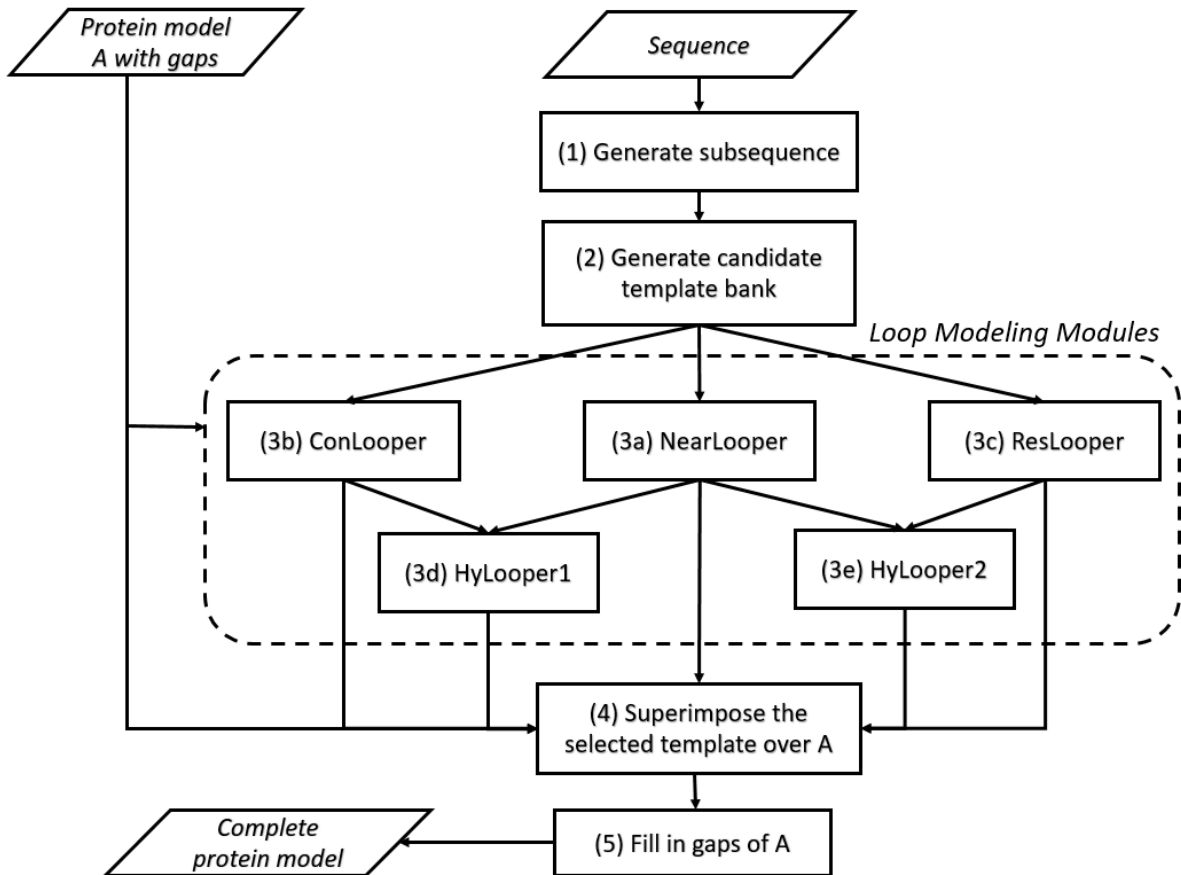 Protein model
A with gaps
Sequence
(1) Generate subsequence
(2) Generate candidate
template bank
Loop Modeling Modules
(3b) ConLooper
(3a) NearLooper
(3c) ResLooper
(3d) HyLooper1
(3e) HyLooper2
(4) Superimpose the
selected template over A
Complete
protein model
(5) Fill in gaps of A